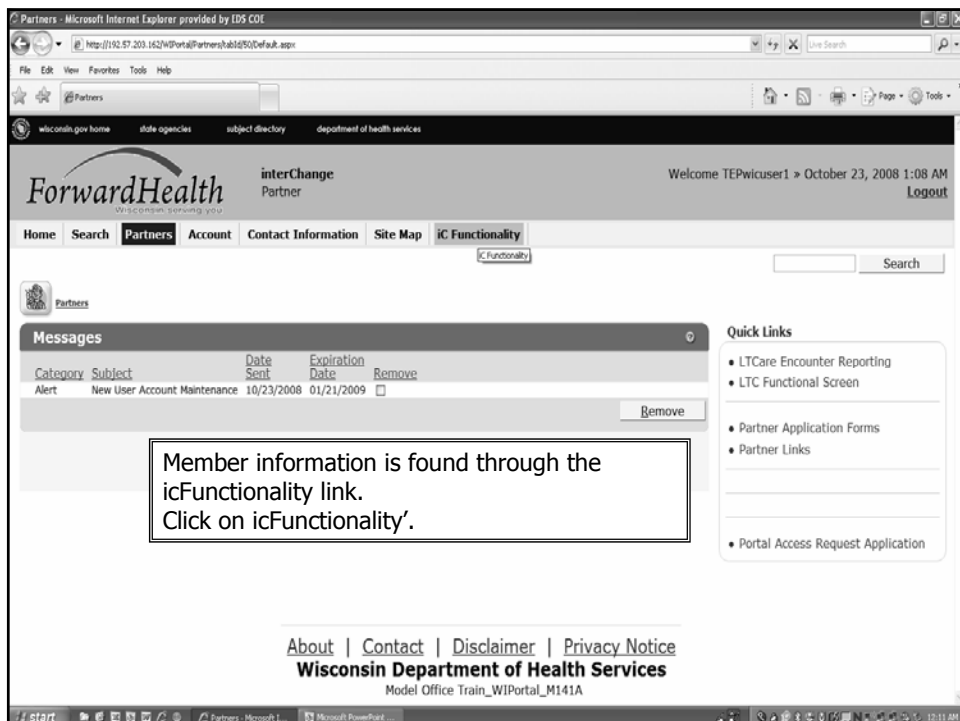 Partners - Microsoft Internet Explorer provided by EDS COE
http://192.57.203.162/WIPortal/Partners/tabId/50/Default.aspx
Live Search
File Edit View Favorites Tools Help
Partners
Page Tools
wisconsin.gov home state agencies subject directory department of health services
ForwardHealth
Wisconsin serving you
interChange
Partner
Welcome TEPwicuser1 » October 23, 2008 1:08 AM
Logout
Home Search Partners Account Contact Information Site Map iC Functionality
iC Functionality
Search
Partners
Messages
Category Subject Date Sent Expiration Date Remove
Alert New User Account Maintenance 10/23/2008 01/21/2009
Remove
Quick Links
• LTCare Encounter Reporting
• LTC Functional Screen
• Partner Application Forms
• Partner Links
• Portal Access Request Application
Member information is found through the
icFunctionality link.
Click on icFunctionality’.
About | Contact | Disclaimer | Privacy Notice
Wisconsin Department of Health Services
Model Office Train_WIPortal_M141A
start Partners - Microsoft I... Microsoft PowerPoint ... 12:11 AM